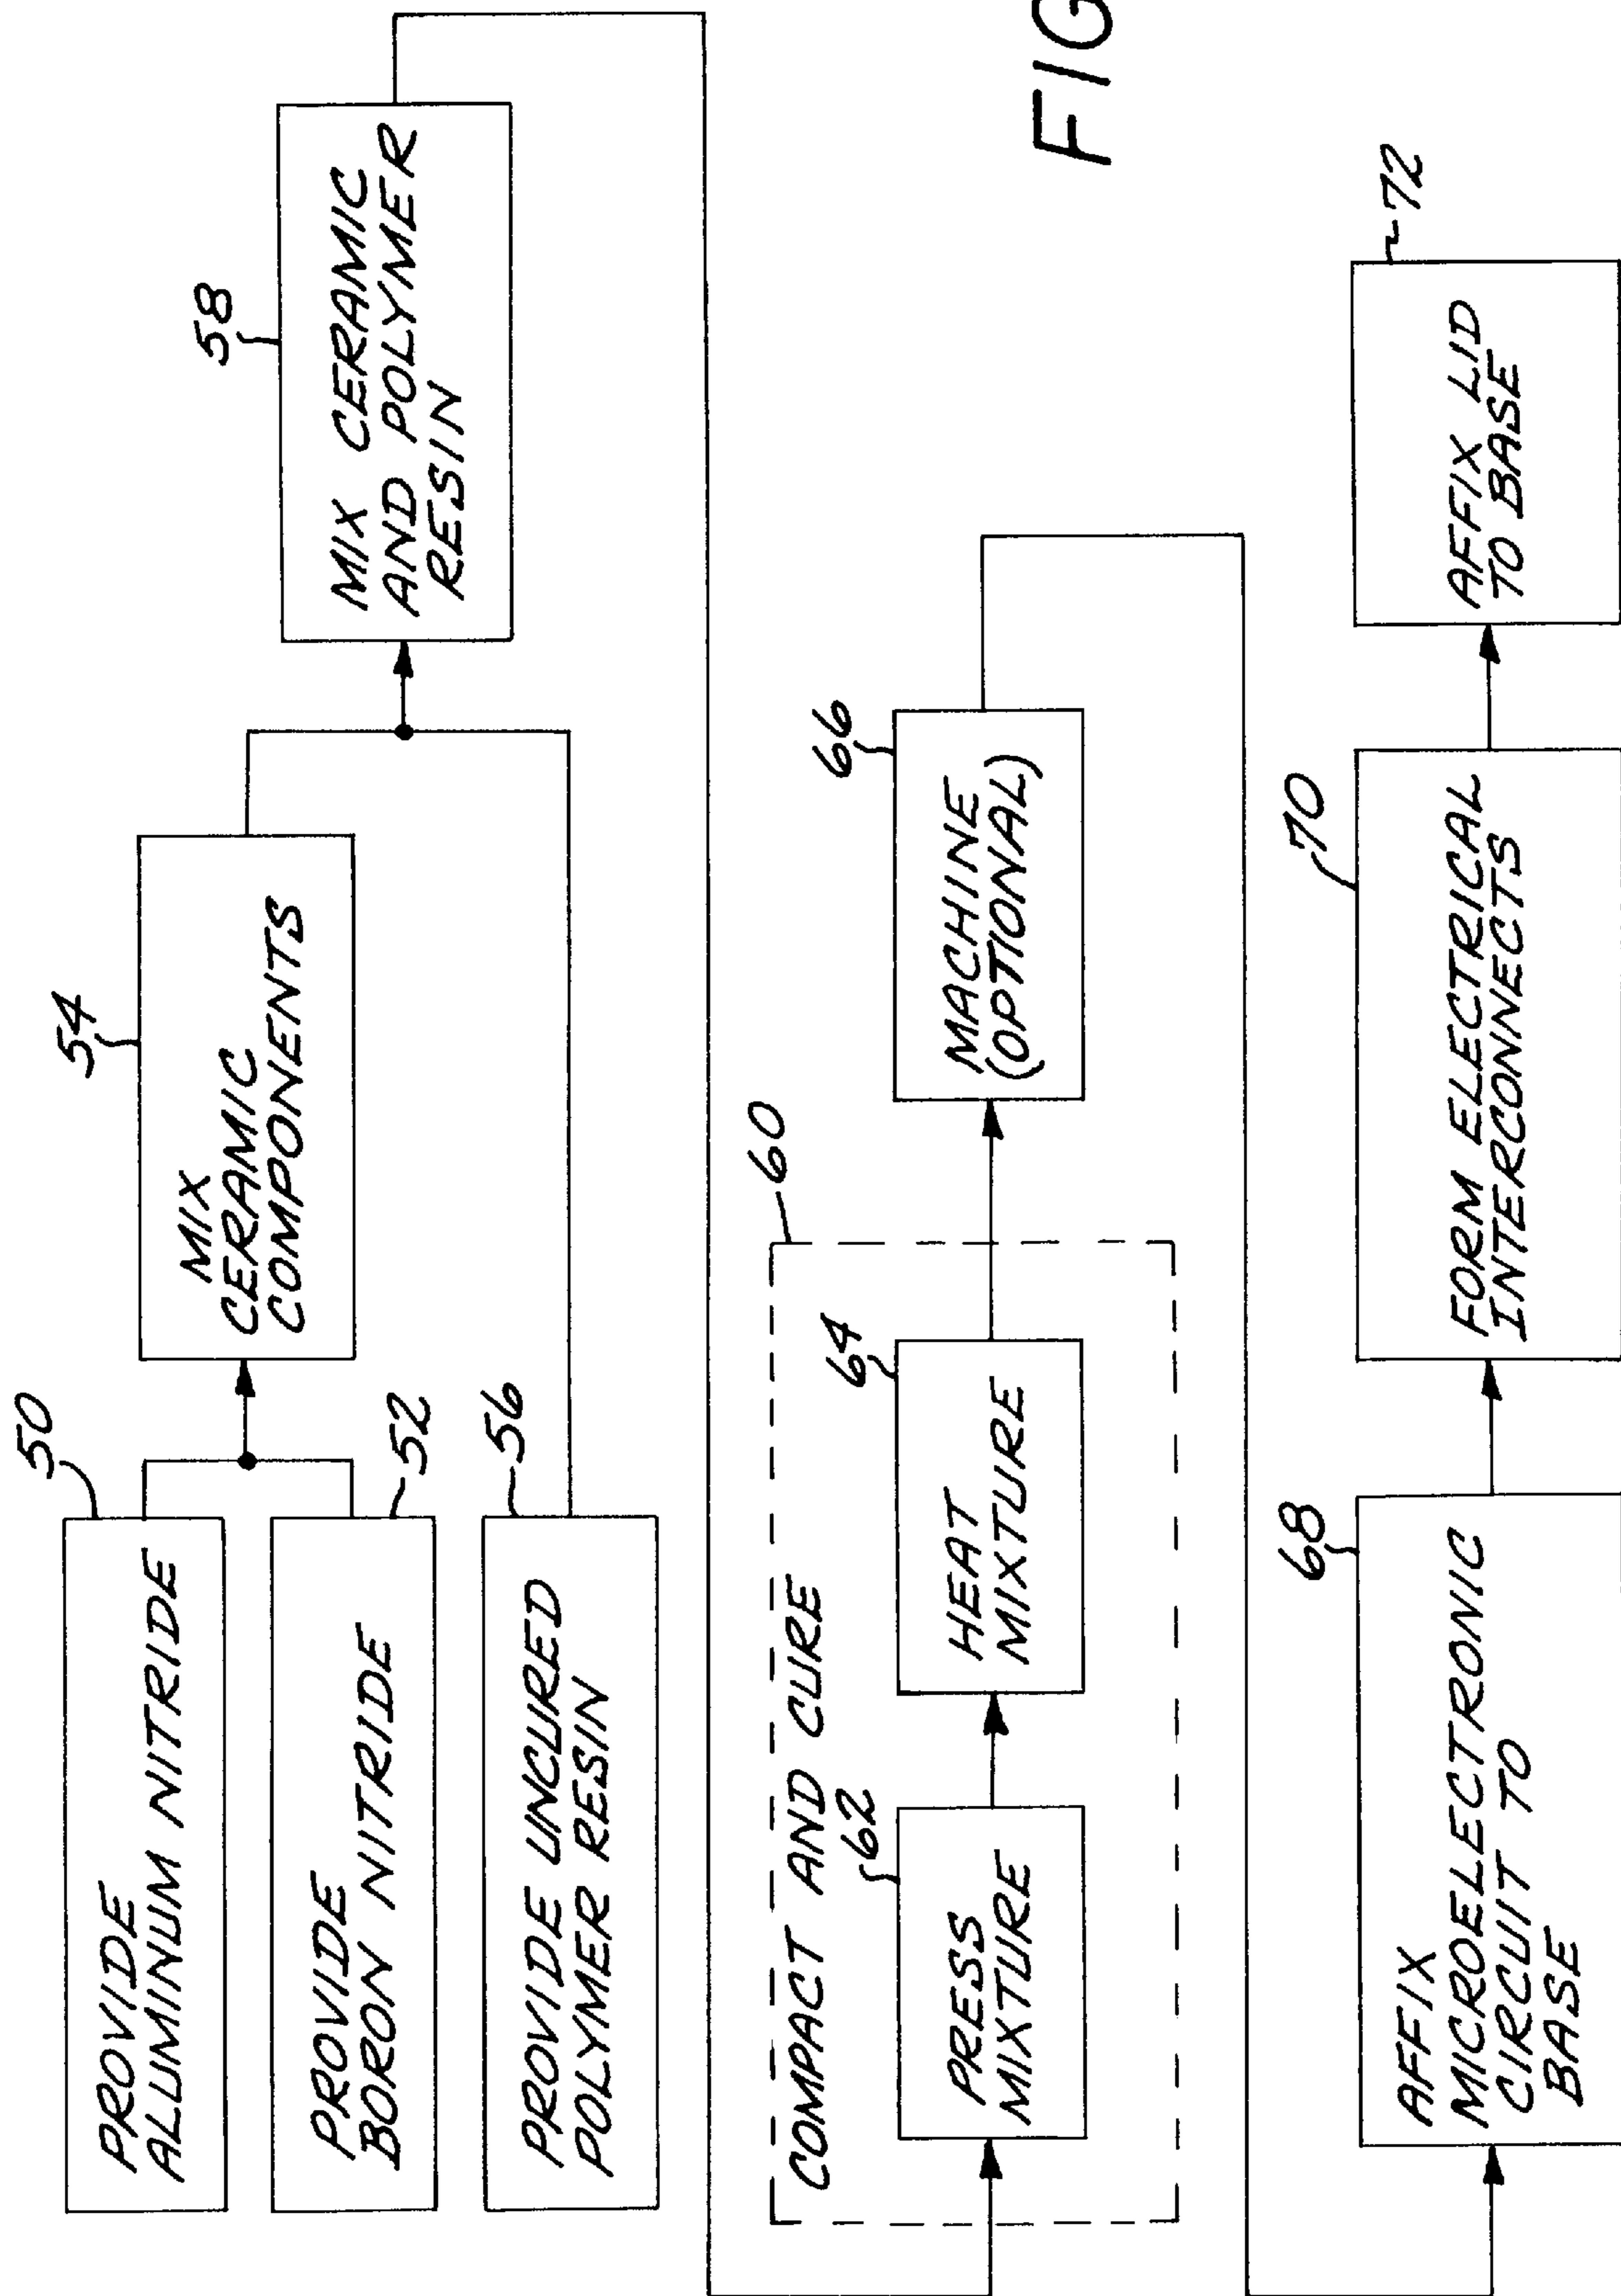 50
PROVIDE
ALUMINUM NITRIDE
PROVIDE
BORON NITRIDE
52
PROVIDE UNCURED
POLYMER RESIN
56
54
MIX
CERAMIC
COMPONENTS
58
MIX CERAMIC
AND POLYMER
RESIN
COMPACT AND CURE
60
62
PRESS
MIXTURE
64
HEAT
MIXTURE
66
MACHINE
(OPTIONAL)
68
AFFIX
MICROELECTRONIC
CIRCUIT TO
BASE
70
FORM ELECTRICAL
INTERCONNECTS
72
AFFIX LID
TO BASE
FIG